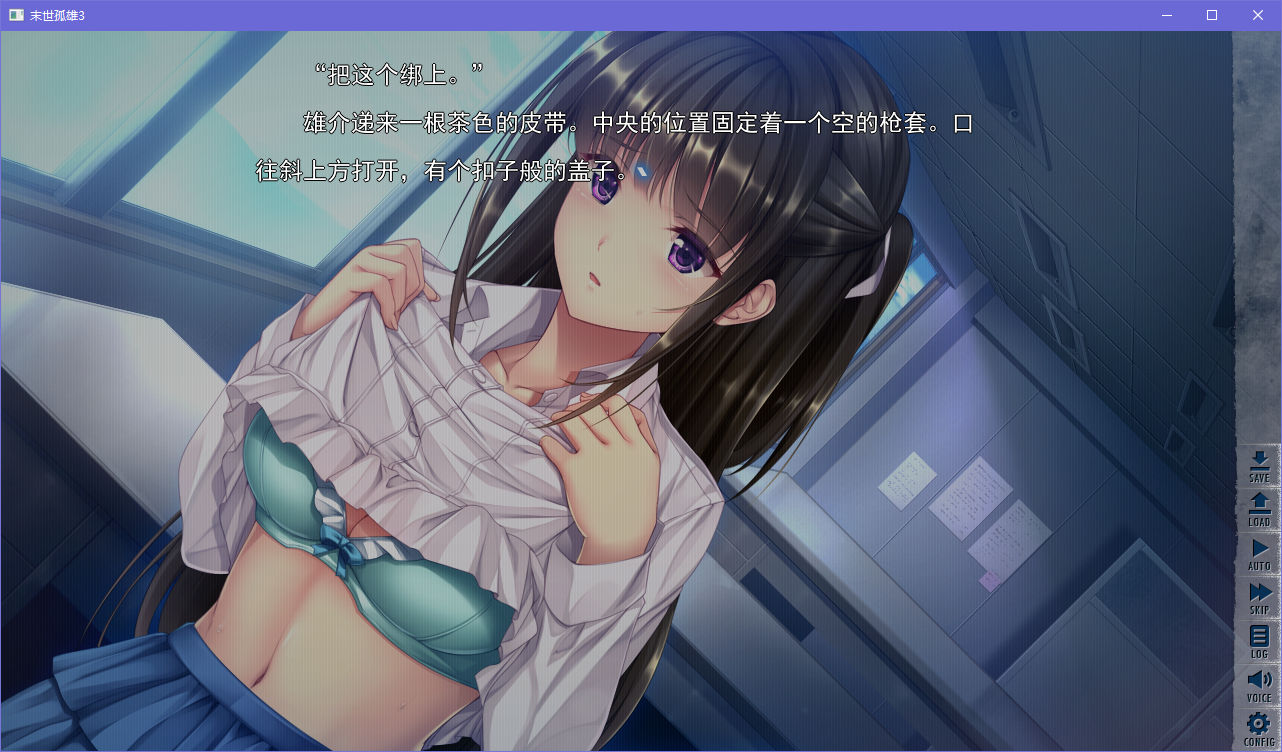 末世孤雄3
“把这个绑上。”
雄介递来一根茶色的皮带。中央的位置固定着一个空的枪套。口
往斜上方打开，有个扣子般的盖子。
SAVE
LOAD
AUTO
SKIP
LOG
VOICE
CONFIG